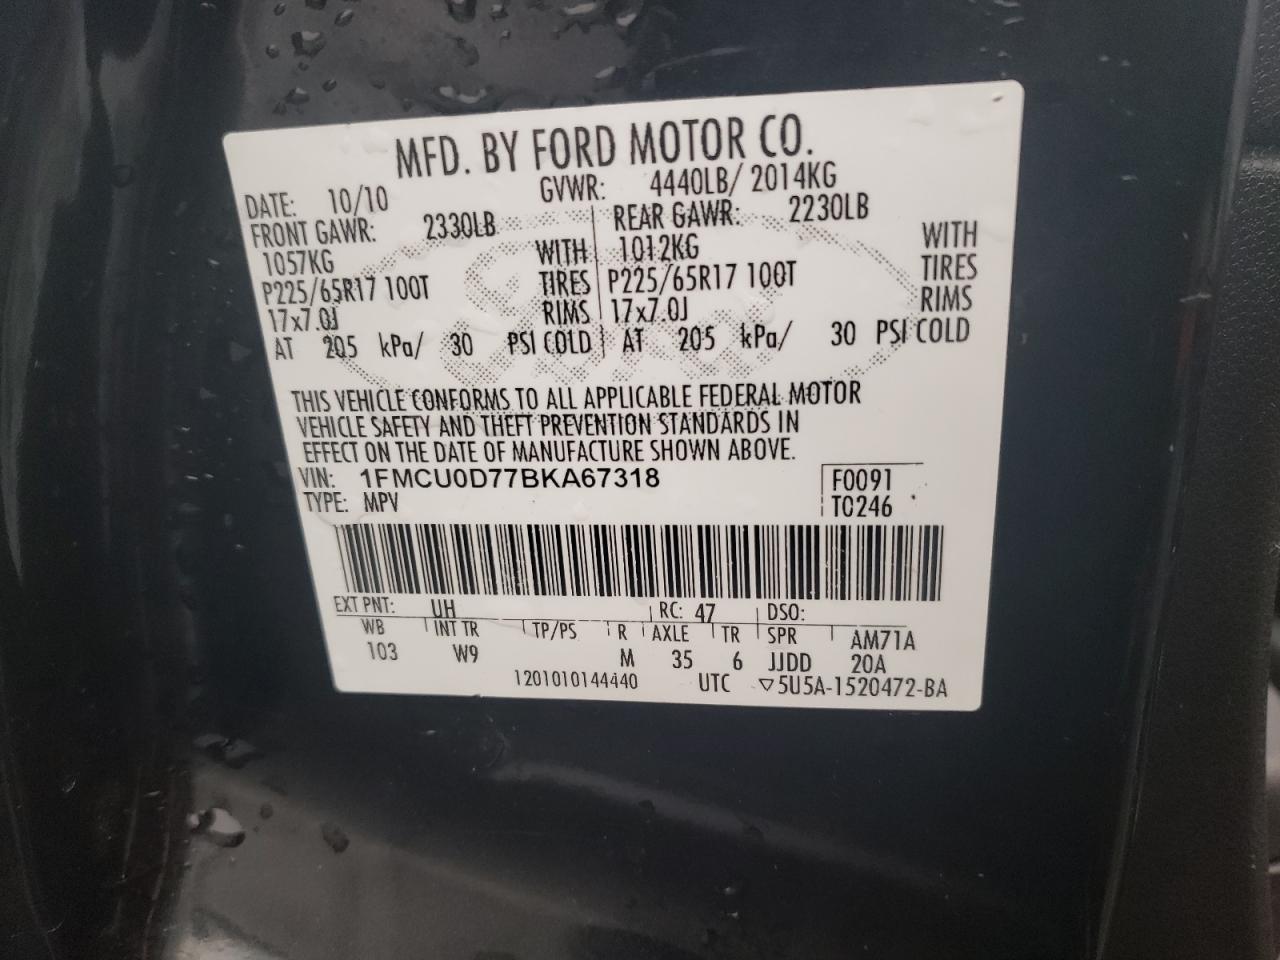 MFD. BY FORD MOTOR CO.
DATE: 10/10 GVWR: 4440LB/ 2014KG
FRONT GAWR: 2330LB REAR GAWR: 2230LB
1057KG WITH 1012KG WITH
P225/65R17 100T TIRES P225/65R17 100T TIRES
17x7.0J RIMS 17x7.0J RIMS
AT 205 kPa/ 30 PSI COLD AT 205 kPa/ 30 PSI COLD
THIS VEHICLE CONFORMS TO ALL APPLICABLE FEDERAL MOTOR
VEHICLE SAFETY AND THEFT PREVENTION STANDARDS IN
EFFECT ON THE DATE OF MANUFACTURE SHOWN ABOVE.
VIN: 1FMCU0D77BKA67318 F0091
TYPE: MPV T0246
EXT PNT: UH RC: 47 DSO:
WB INT TR TP/PS R AXLE TR SPR AM71A
103 W9 M 35 6 JJDD 20A
1201010144440 UTC ▽5U5A-1520472-BA